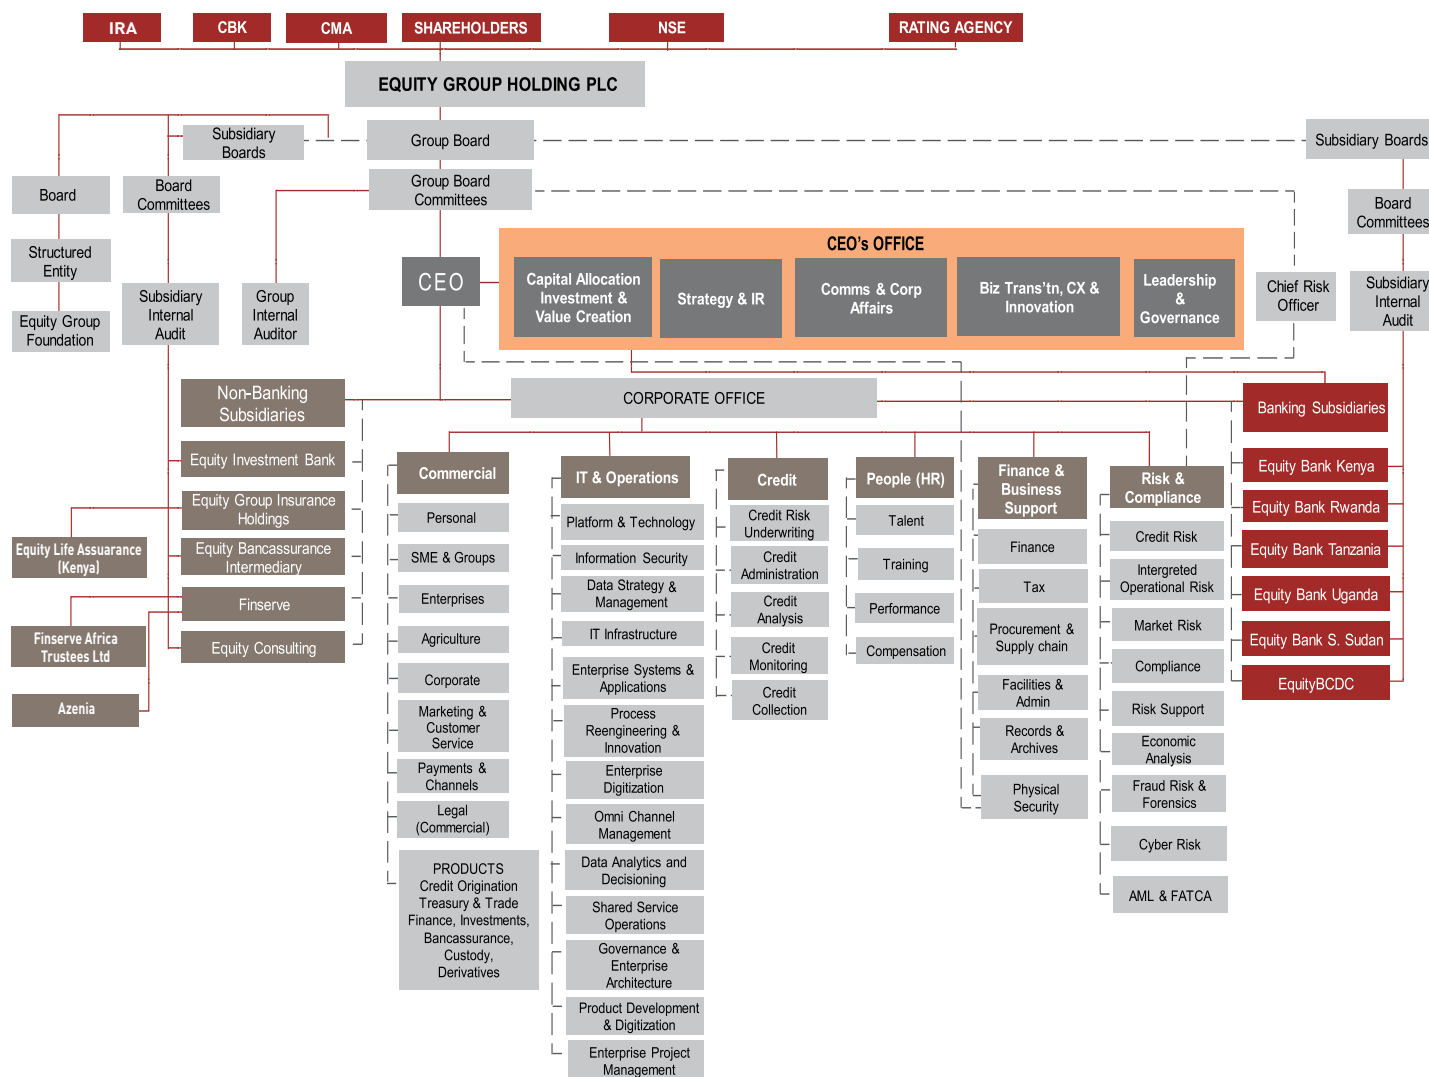 IRA
CBK
CMA
SHAREHOLDERS
NSE
RATING AGENCY
EQUITY GROUP HOLDING PLC
Subsidiary
Boards
Group Board
Subsidiary Boards
Board
Board
Committees
Group Board
Committees
Board
Committees
Structured
Entity
Equity Group
Foundation
Subsidiary
Internal
Audit
Group
Internal
Auditor
CEO
CEO's OFFICE
Capital Allocation
Investment &
Value Creation
Strategy & IR
Comms & Corp
Affairs
Biz Trans'tn, CX &
Innovation
Leadership
&
Governance
Chief Risk
Officer
Subsidiary
Internal
Audit
Non-Banking
Subsidiaries
CORPORATE OFFICE
Banking Subsidiaries
Equity Investment Bank
Equity Group Insurance
Holdings
Equity Life Assuarance
(Kenya)
Equity Bancassurance
Intermediary
Finserve
Finserve Africa
Trustees Ltd
Equity Consulting
Azenia
Commercial
Personal
SME & Groups
Enterprises
Agriculture
Corporate
Marketing &
Customer
Service
Payments &
Channels
Legal
(Commercial)
PRODUCTS
Credit Origination
Treasury & Trade
Finance, Investments,
Bancassurance,
Custody,
Derivatives
IT & Operations
Platform & Technology
Information Security
Data Strategy &
Management
IT Infrastructure
Enterprise Systems &
Applications
Process
Reengineering &
Innovation
Enterprise
Digitization
Omni Channel
Management
Data Analytics and
Decisioning
Shared Service
Operations
Governance &
Enterprise
Architecture
Product Development
& Digitization
Enterprise Project
Management
Credit
Credit Risk
Underwriting
Credit
Administration
Credit
Analysis
Credit
Monitoring
Credit
Collection
People (HR)
Talent
Training
Performance
Compensation
Finance &
Business
Support
Finance
Tax
Procurement &
Supply chain
Facilities &
Admin
Records &
Archives
Physical
Security
Risk &
Compliance
Credit Risk
Intergreted
Operational Risk
Market Risk
Compliance
Risk Support
Economic
Analysis
Fraud Risk &
Forensics
Cyber Risk
AML & FATCA
Equity Bank Kenya
Equity Bank Rwanda
Equity Bank Tanzania
Equity Bank Uganda
Equity Bank S. Sudan
EquityBCDC